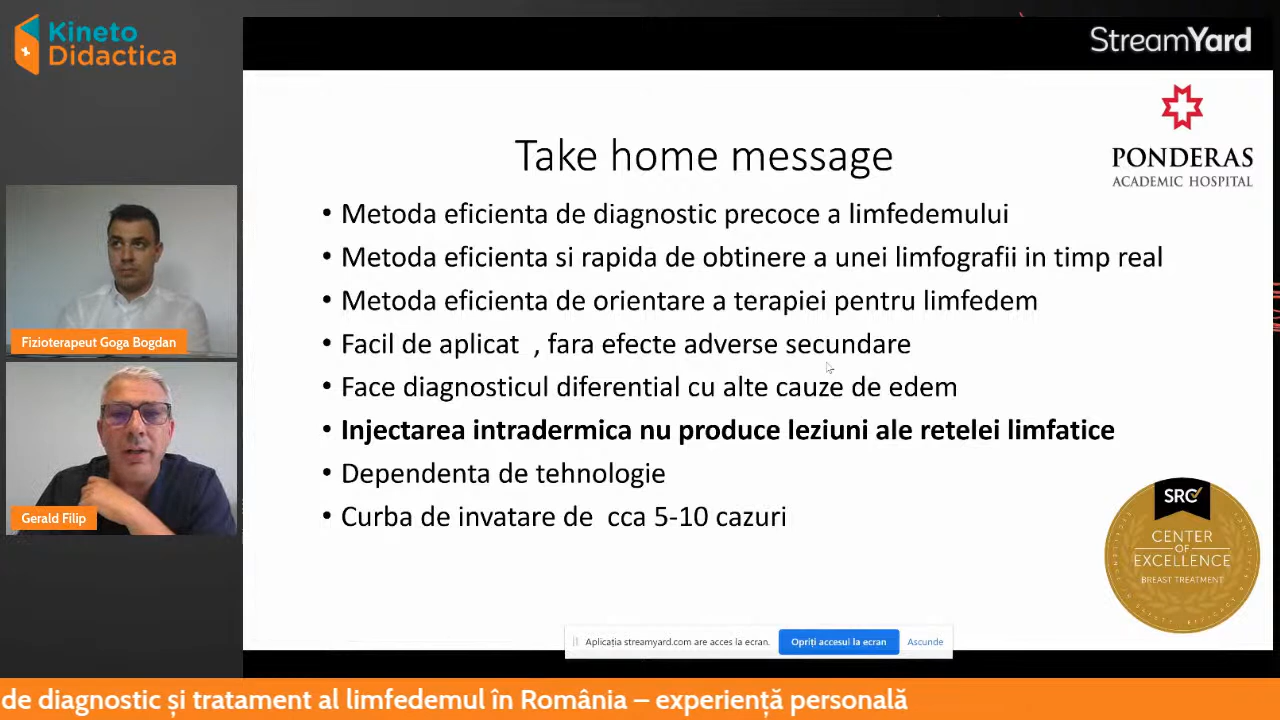 Kineto
Didactica
StreamYard
PONDERAS
ACADEMIC HOSPITAL
Take home message
• Metoda eficienta de diagnostic precoce a limfedemului
• Metoda eficienta si rapida de obtinere a unei limfografii in timp real
• Metoda eficienta de orientare a terapiei pentru limfedem
• Facil de aplicat , fara efecte adverse secundare
• Face diagnosticul diferential cu alte cauze de edem
• Injectarea intradermica nu produce leziuni ale retelei limfatice
• Dependenta de tehnologie
• Curba de invatare de cca 5-10 cazuri
Fizioterapeut Goga Bogdan
Gerald Filip
SRC
CENTER
OF
EXCELLENCE
BREAST TREATMENT
Aplicația streamyard.com are acces la ecran. Opriți accesul la ecran Ascunde
de diagnostic și tratament al limfedemul în România – experiență personală